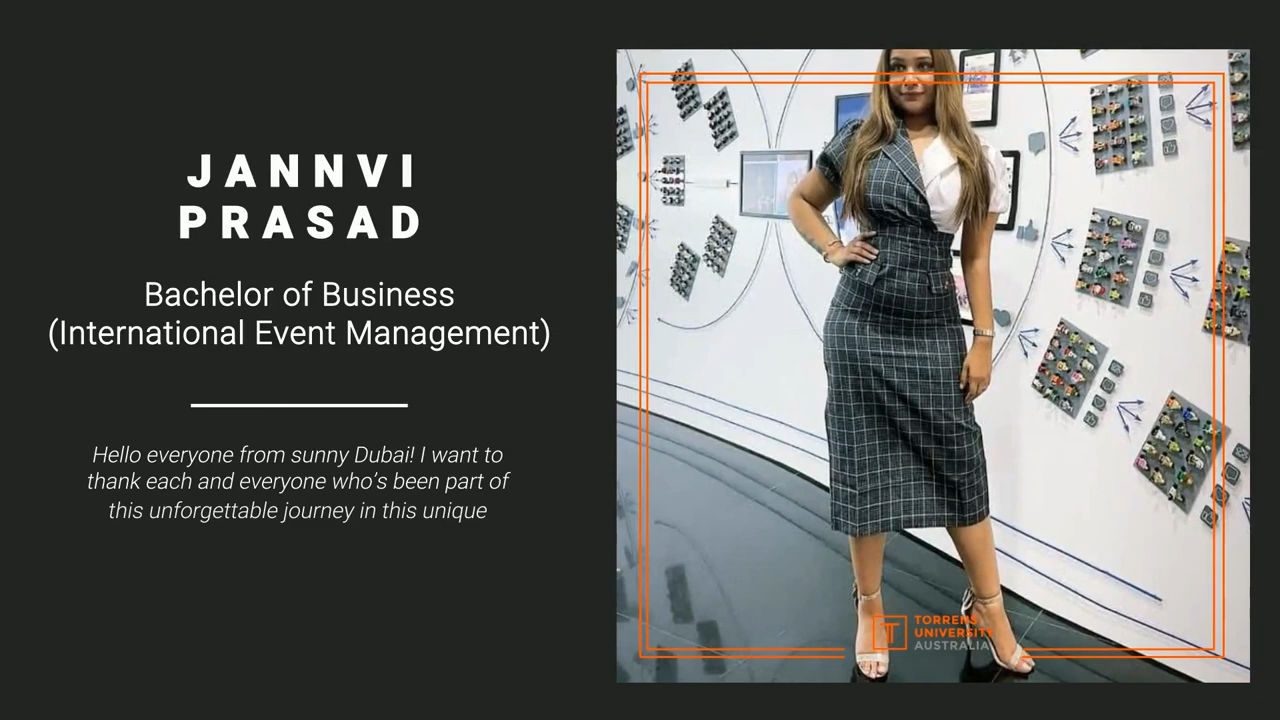 JANNVI
PRASAD
Bachelor of Business
(International Event Management)
Hello everyone from sunny Dubai! I want to
thank each and everyone who's been part of
this unforgettable journey in this unique
TORRENS
UNIVERSITY
AUSTRALIA